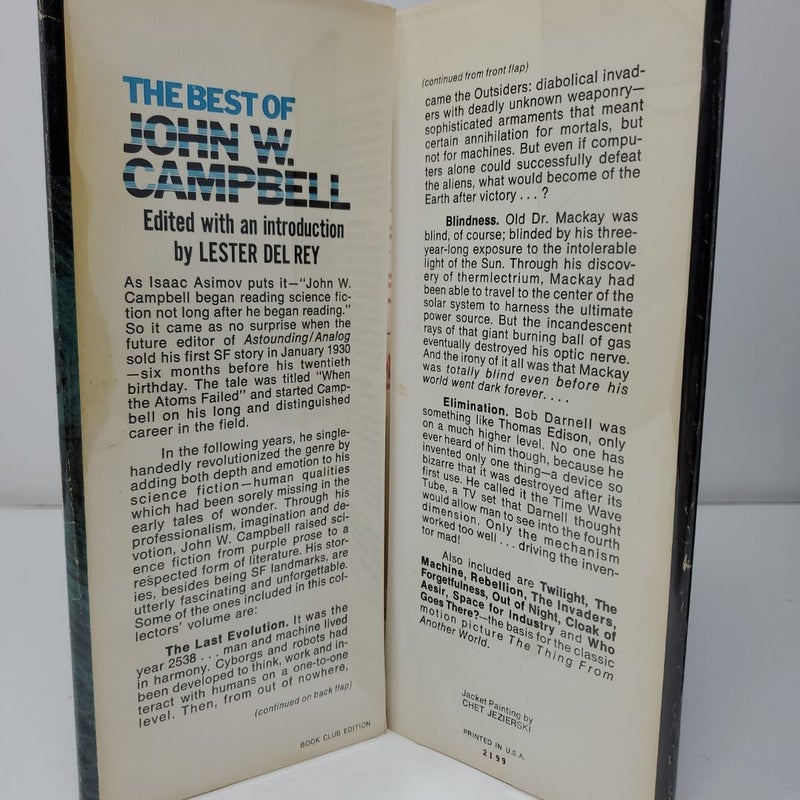 THE BEST OF
JOHN W.
CAMPBELL
Edited with an introduction
by LESTER DEL REY
As Isaac Asimov puts it—"John W.
Campbell began reading science fic-
tion not long after he began reading."
So it came as no surprise when the
future editor of Astounding/Analog
sold his first SF story in January 1930
—six months before his twentieth
birthday. The tale was titled "When
the Atoms Failed" and started Camp-
bell on his long and distinguished
career in the field.
In the following years, he single-
handedly revolutionized the genre by
adding both depth and emotion to his
science fiction—human qualities
which had been sorely missing in the
early tales of wonder. Through his
professionalism, imagination and de-
votion, John W. Campbell raised sci-
ence fiction from purple prose to a
respected form of literature. His stor-
ies, besides being SF landmarks, are
utterly fascinating and unforgettable.
Some of the ones included in this col-
lectors' volume are:
The Last Evolution. It was the
year 2538 . . . man and machine lived
in harmony. Cyborgs and robots had
been developed to think, work and in-
teract with humans on a one-to-one
level. Then, from out of nowhere,
(continued on back flap)
BOOK CLUB EDITION
(continued from front flap)
came the Outsiders: diabolical invad-
ers with deadly unknown weaponry—
sophisticated armaments that meant
certain annihilation for mortals, but
not for machines. But even if compu-
ters alone could successfully defeat
the aliens, what would become of the
Earth after victory . . . ?
Blindness. Old Dr. Mackay was
blind, of course; blinded by his three-
year-long exposure to the intolerable
light of the Sun. Through his discov-
ery of thermlectrium, Mackay had
been able to travel to the center of the
solar system to harness the ultimate
power source. But the incandescent
rays of that giant burning ball of gas
eventually destroyed his optic nerve.
And the irony of it all was that Mackay
was totally blind even before his
world went dark forever. . . .
Elimination. Bob Darnell was
something like Thomas Edison, only
on a much higher level. No one has
ever heard of him though, because he
invented only one thing—a device so
bizarre that it was destroyed after its
first use. He called it the Time Wave
Tube, a TV set that Darnell thought
would allow man to see into the fourth
dimension. Only the mechanism
worked too well . . . driving the inven-
tor mad!
Also included are Twilight, The
Machine, Rebellion, The Invaders,
Forgetfulness, Out of Night, Cloak of
Aesir, Space for Industry and Who
Goes There?—the basis for the classic
motion picture The Thing From
Another World.
Jacket Painting by
CHET JEZIERSKI
PRINTED IN U.S.A.
2199